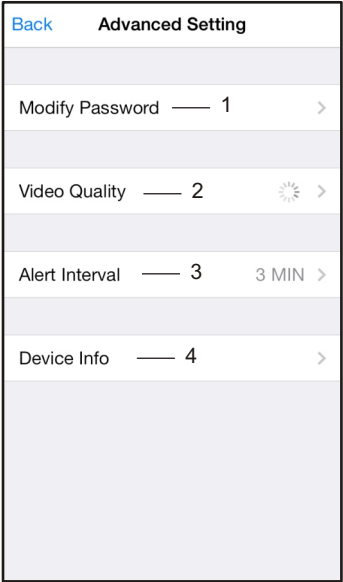 Back Advanced Setting
Modify Password 1
Video Quality 2
Alert Interval 3 3 MIN
Device Info 4